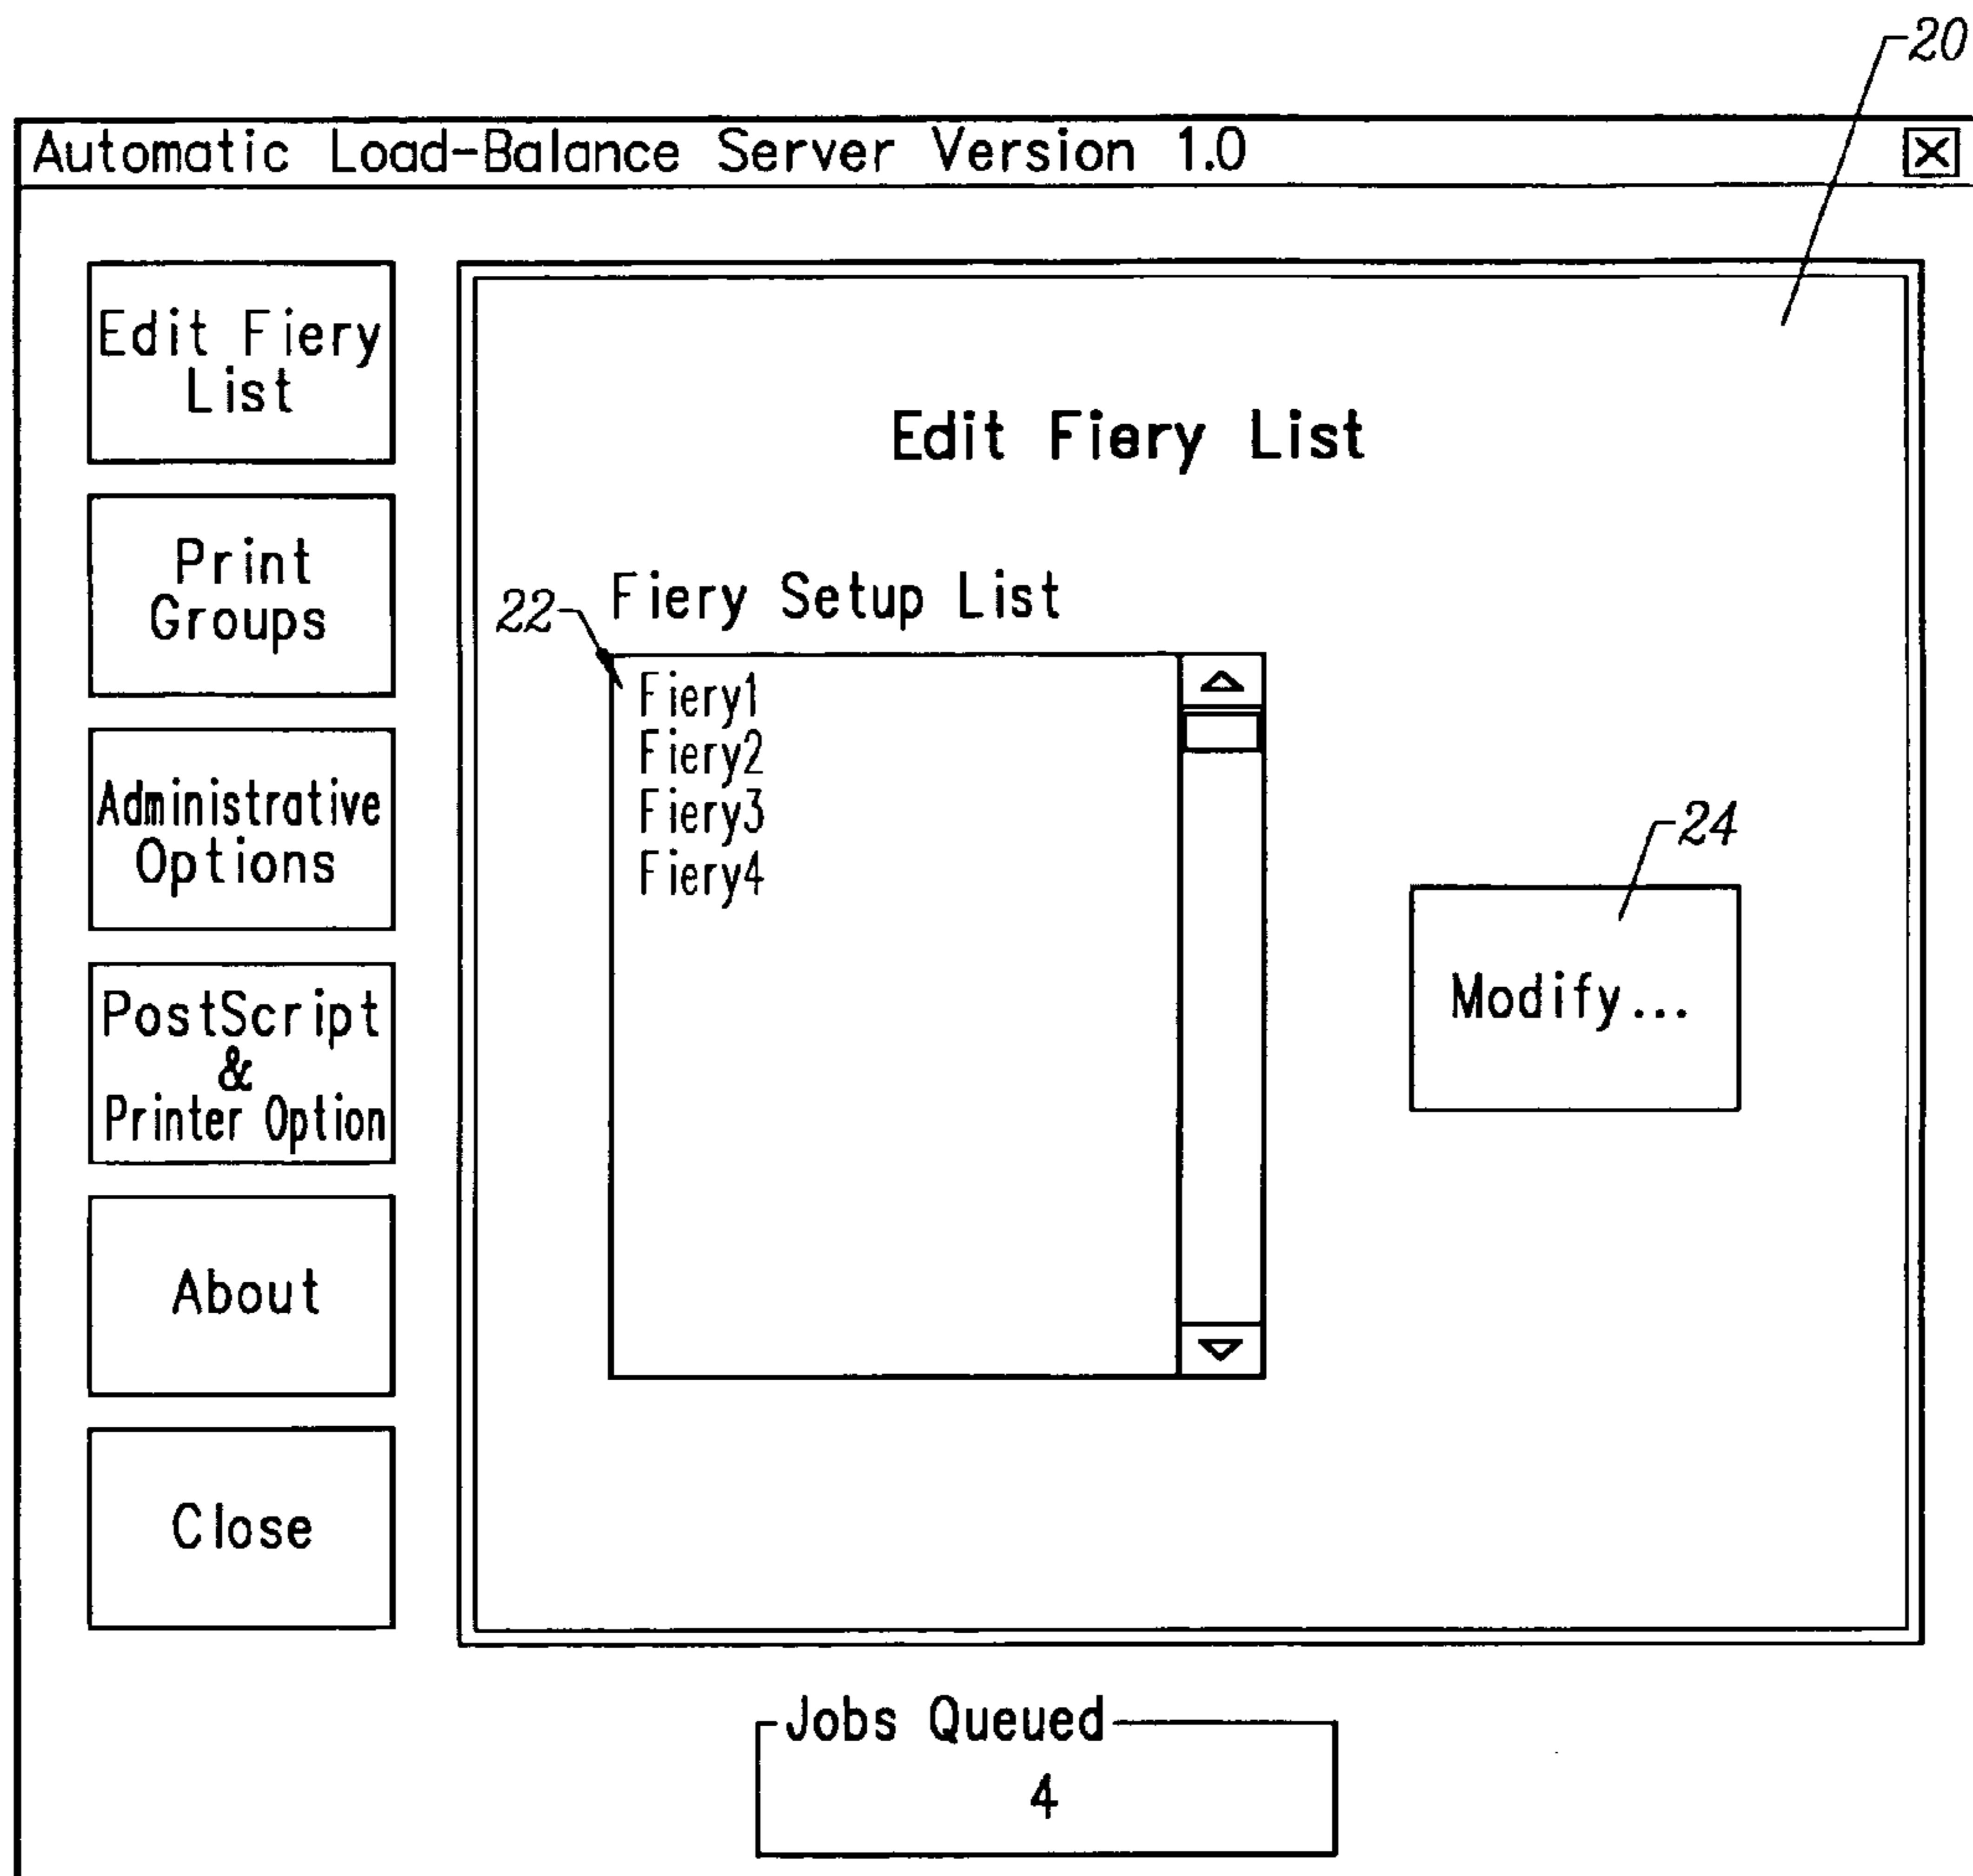 20
Automatic Load-Balance Server Version 1.0
Edit Fiery
List
Print
Groups
Administrative
Options
PostScript
&
Printer Option
About
Close
Edit Fiery List
22
Fiery Setup List
Fiery1
Fiery2
Fiery3
Fiery4
24
Modify...
Jobs Queued
4